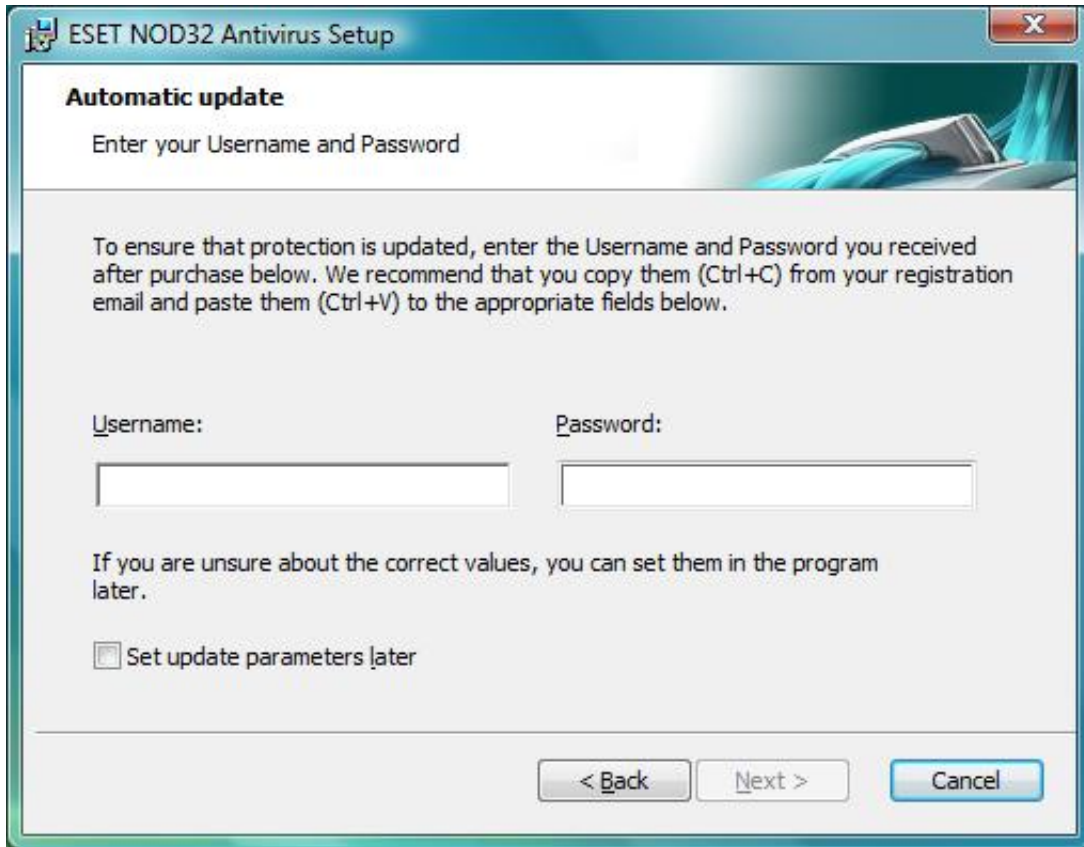 ESET NOD32 Antivirus Setup
Automatic update
Enter your Username and Password
To ensure that protection is updated, enter the Username and Password you received
after purchase below. We recommend that you copy them (Ctrl+C) from your registration
email and paste them (Ctrl+V) to the appropriate fields below.
Username:
Password:
If you are unsure about the correct values, you can set them in the program
later.
Set update parameters later
< Back
Next >
Cancel